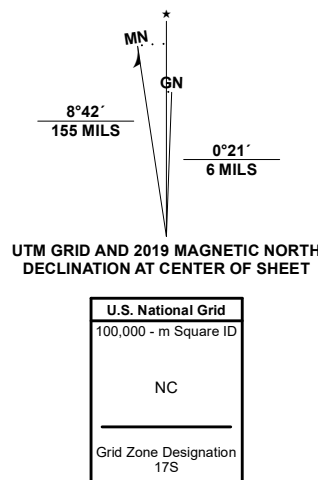 ★
MN
GN
8°42´
155 MILS
0°21´
6 MILS
UTM GRID AND 2019 MAGNETIC NORTH
DECLINATION AT CENTER OF SHEET
U.S. National Grid
100,000 - m Square ID
NC
Grid Zone Designation
17S